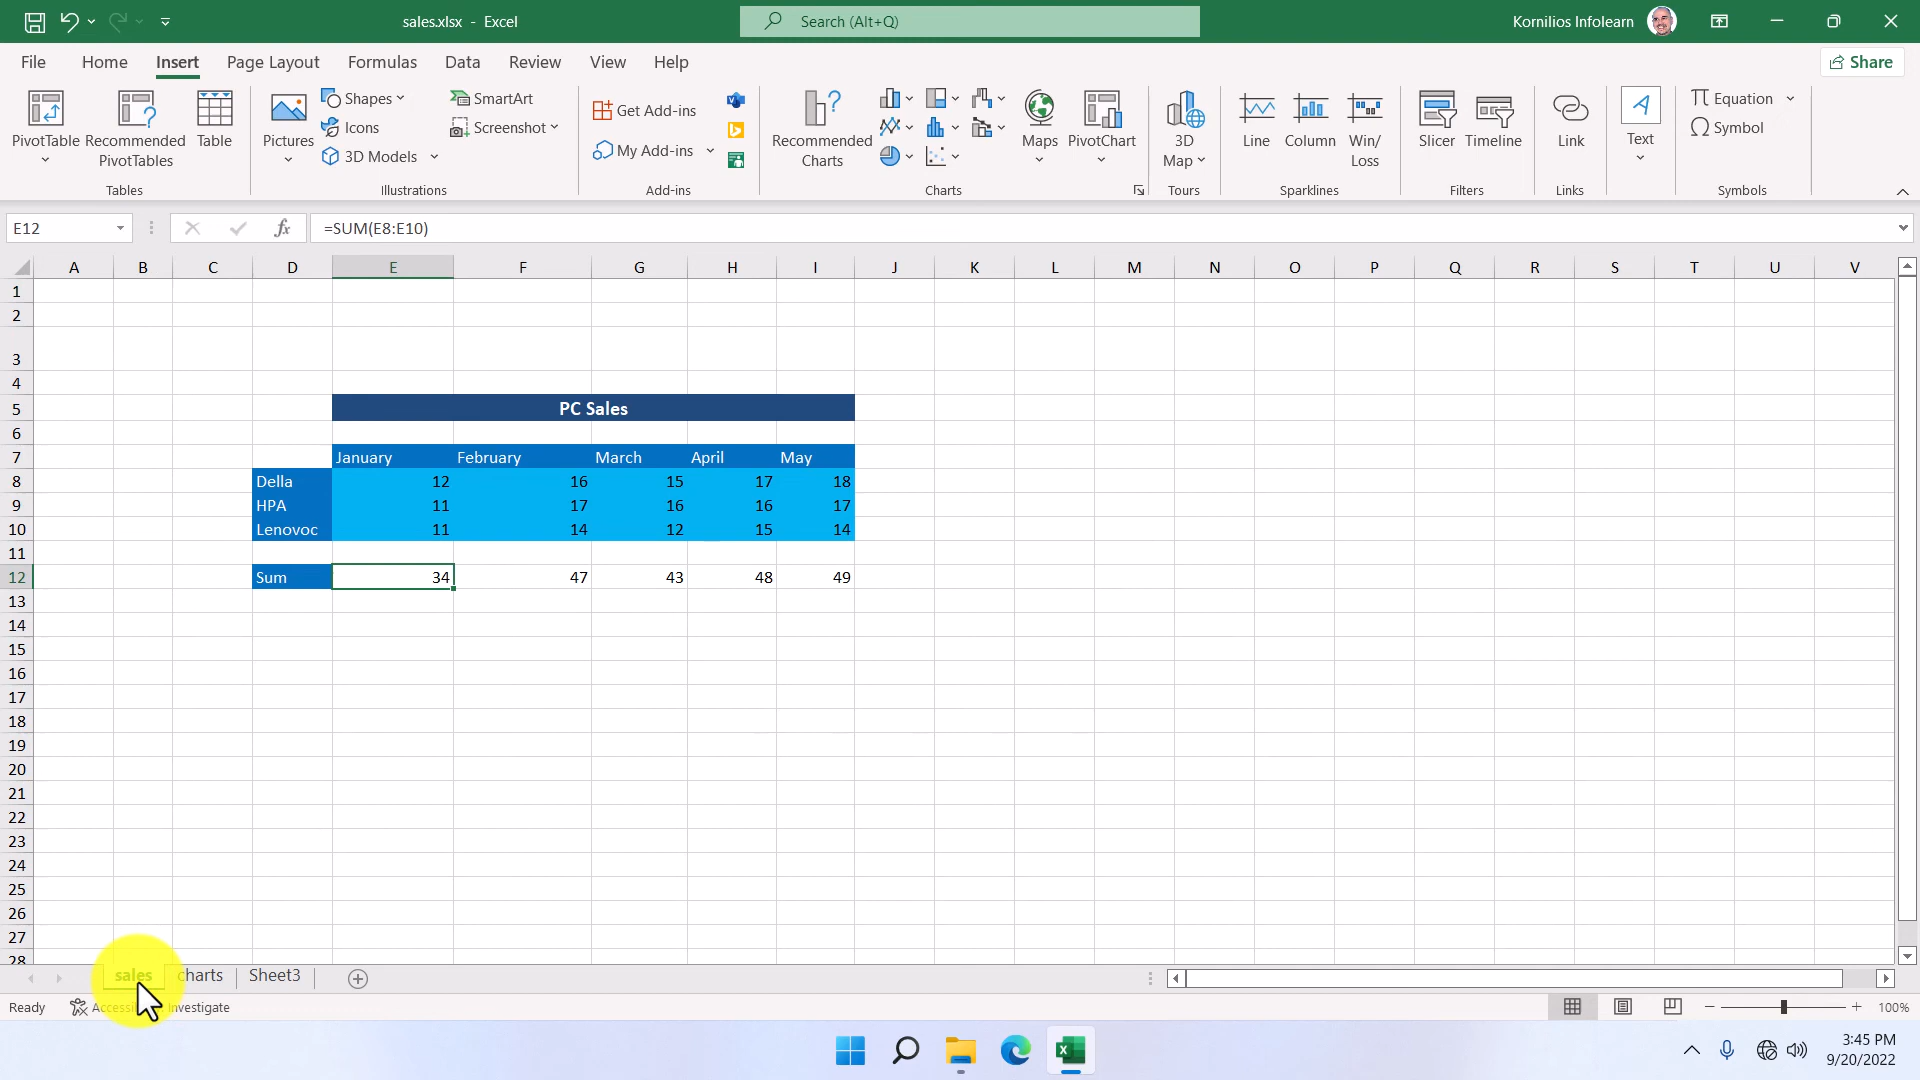 sales.xlsx - Excel
Search (Alt+Q)
Kornilios Infolearn
File Home Insert Page Layout Formulas Data Review View Help
Share
PivotTable
Recommended PivotTables
Table
Tables
Pictures
Shapes
Icons
3D Models
SmartArt
Screenshot
Illustrations
Get Add-ins
My Add-ins
Add-ins
Recommended Charts
Maps
PivotChart
Charts
3D Map
Tours
Line
Column
Win/ Loss
Sparklines
Slicer
Timeline
Filters
Link
Links
Text
Equation
Symbol
Symbols
E12
fx
=SUM(E8:E10)
A B C D E F G H I J K L M N O P Q R S T U V
1
2
3
4
5 PC Sales
6
7 January February March April May
8 Della 12 16 15 17 18
9 HPA 11 17 16 16 17
10 Lenovoc 11 14 12 15 14
11
12 Sum 34 47 43 48 49
13
14
15
16
17
18
19
20
21
22
23
24
25
26
27
28
sales charts Sheet3
Ready
Investigate
100%
3:45 PM
9/20/2022